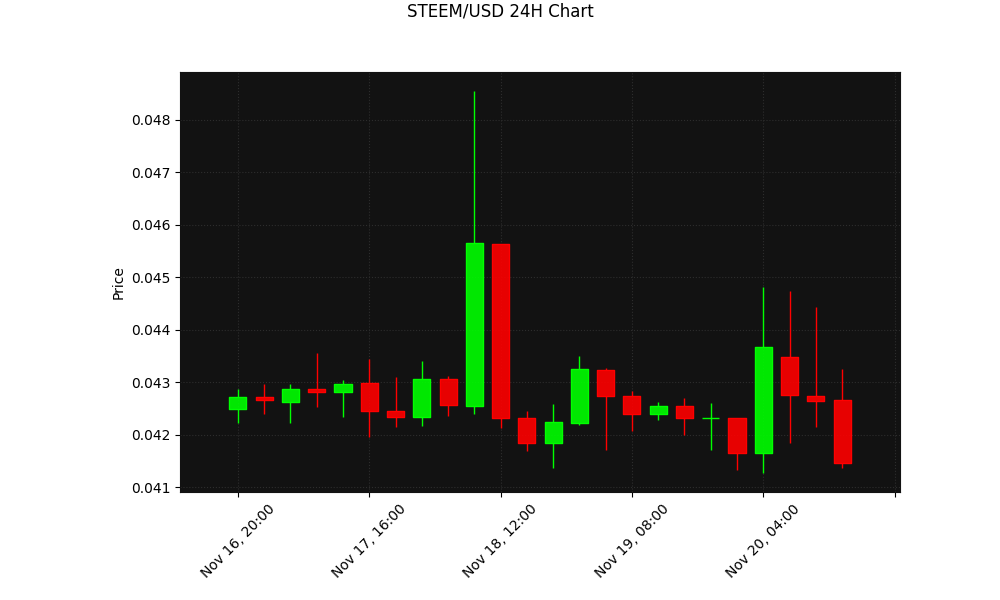 STEEM/USD 24H Chart
Price
0.048
0.047
0.046
0.045
0.044
0.043
0.042
0.041
Nov 16, 20:00
Nov 17, 16:00
Nov 18, 12:00
Nov 19, 08:00
Nov 20, 04:00